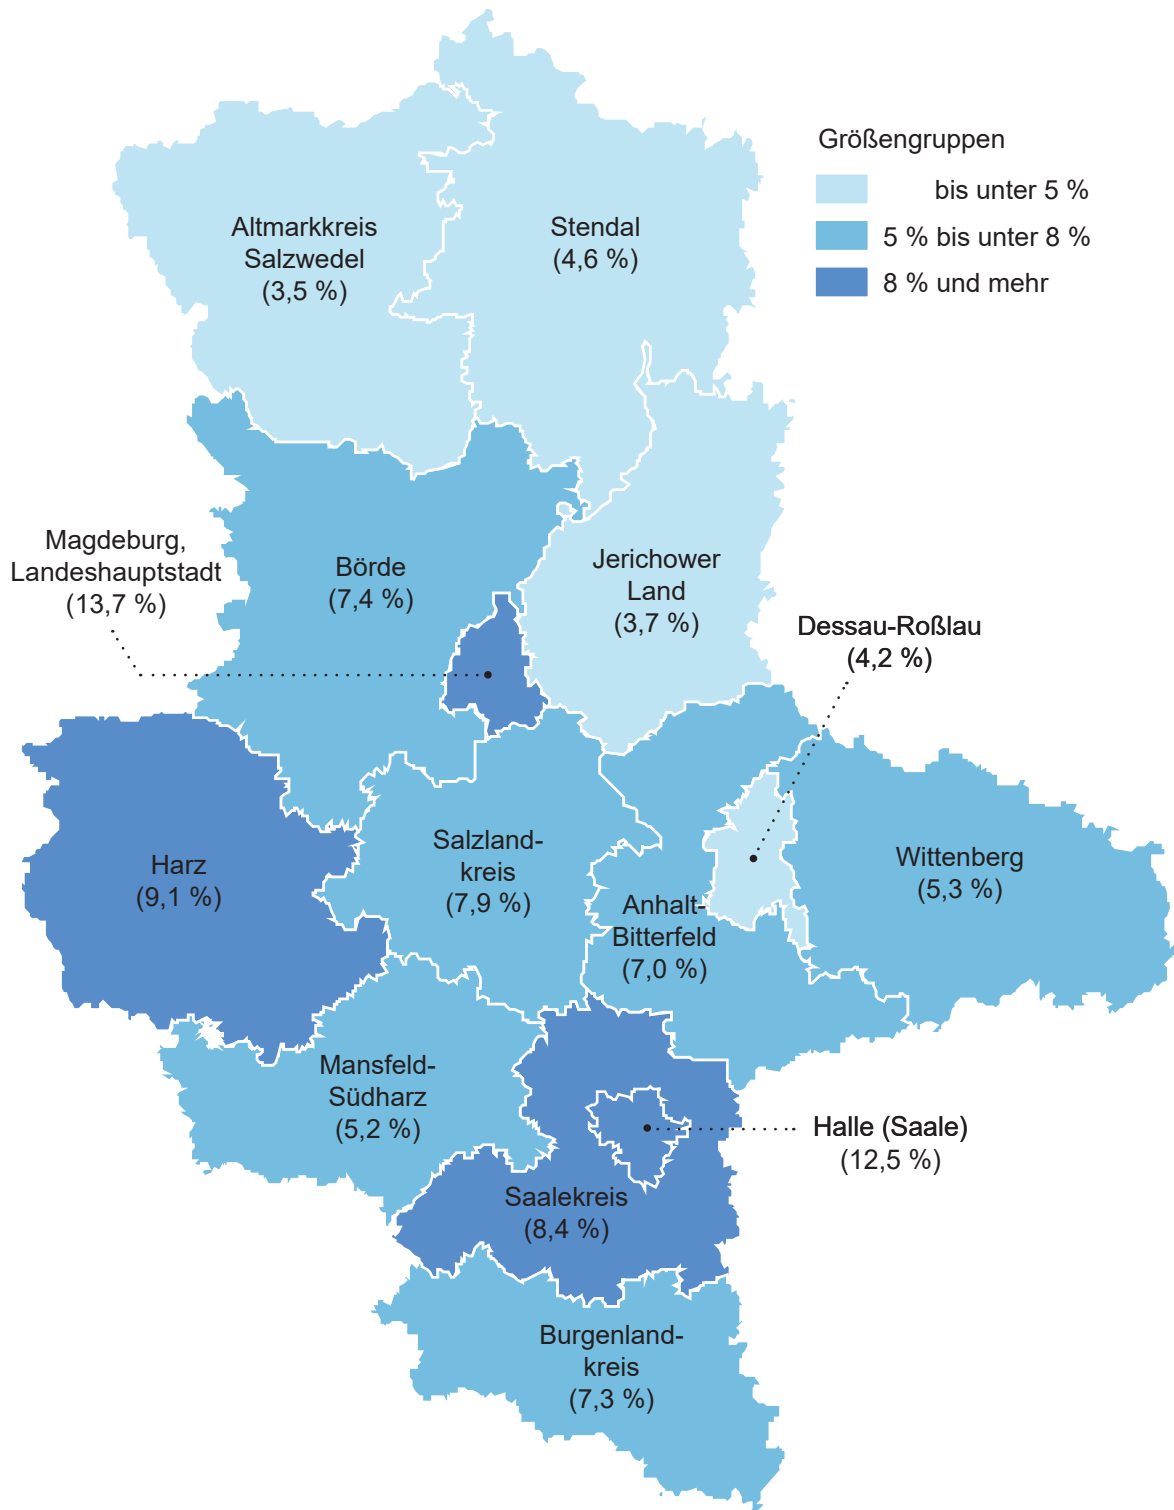 Größengruppen
bis unter 5 %
5 % bis unter 8 %
8 % und mehr
Altmarkkreis
Salzwedel
(3,5 %)
Stendal
(4,6 %)
Magdeburg,
Landeshauptstadt
(13,7 %)
Börde
(7,4 %)
Jerichower
Land
(3,7 %)
Dessau-Roßlau
(4,2 %)
Harz
(9,1 %)
Salzland-
kreis
(7,9 %)
Anhalt-
Bitterfeld
(7,0 %)
Wittenberg
(5,3 %)
Mansfeld-
Südharz
(5,2 %)
Halle (Saale)
(12,5 %)
Saalekreis
(8,4 %)
Burgenland-
kreis
(7,3 %)